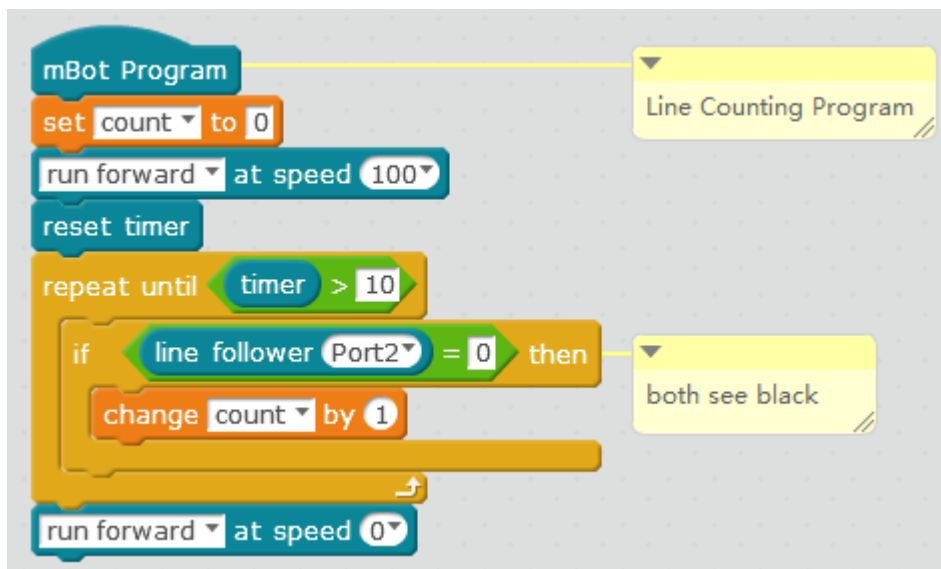 mBot Program
Line Counting Program
set count to 0
run forward at speed 100
reset timer
repeat until timer > 10
if line follower Port2 = 0 then
both see black
change count by 1
run forward at speed 0